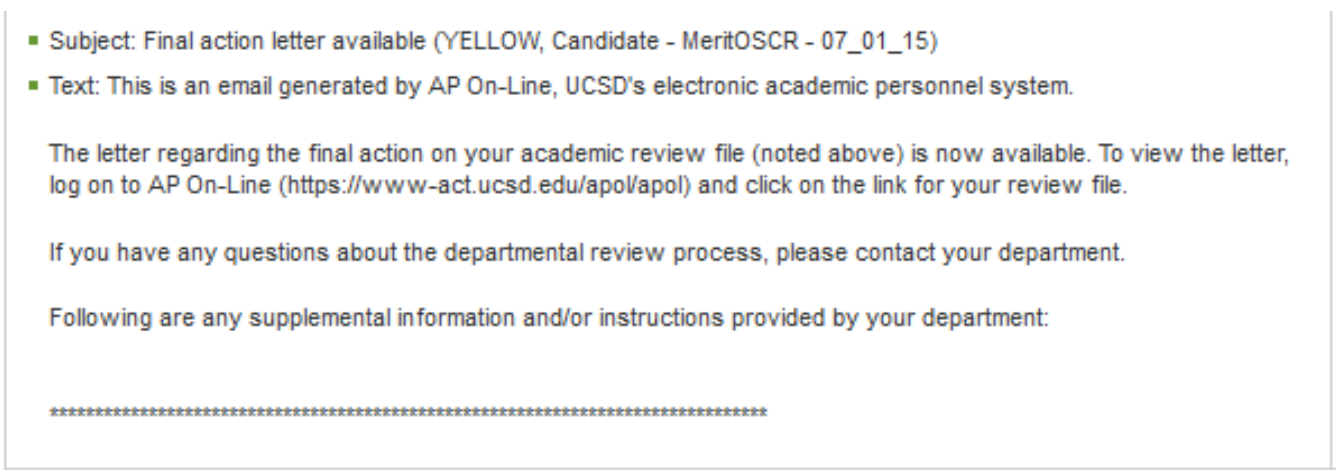 Subject: Final action letter available (YELLOW, Candidate - MeritOSCR - 07_01_15)
Text: This is an email generated by AP On-Line, UCSD's electronic academic personnel system.
The letter regarding the final action on your academic review file (noted above) is now available. To view the letter,
log on to AP On-Line (https://www-act.ucsd.edu/apol/apol) and click on the link for your review file.
If you have any questions about the departmental review process, please contact your department.
Following are any supplemental information and/or instructions provided by your department:
**********************************************************************************